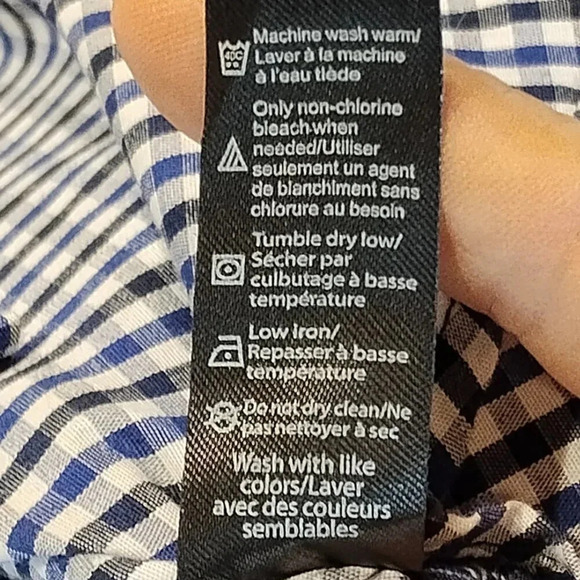 Machine wash warm/
40C Laver à la machine
à l'eau tiède
Only non-chlorine
bleach when
needed/Utiliser
seulement un agent
de blanchiment sans
chlorure au besoin
Tumble dry low/
Sécher par
culbutage à basse
température
Low iron/
Repasser à basse
température
Do not dry clean/Ne
pas nettoyer à sec
Wash with like
colors/Laver
avec des couleurs
semblables